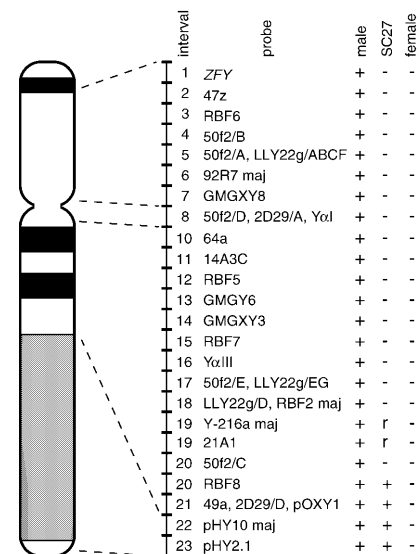 interval probe male SC27 female
1 ZFY + - -
2 47z + - -
3 RBF6 + - -
4 50f2/B + - -
5 50f2/A, LLY22g/ABCF + - -
6 92R7 maj + - -
7 GMGXY8 + - -
8 50f2/D, 2D29/A, YαI + - -
10 64a + - -
11 14A3C + - -
12 RBF5 + - -
13 GMGY6 + - -
14 GMGXY3 + - -
15 RBF7 + - -
16 YαIII + - -
17 50f2/E, LLY22g/EG + - -
18 LLY22g/D, RBF2 maj + - -
19 Y-216a maj + r -
19 21A1 + r -
20 50f2/C + - -
20 RBF8 + + -
21 49a, 2D29/D, pOXY1 + + -
22 pHY10 maj + + -
23 pHY2.1 + + -